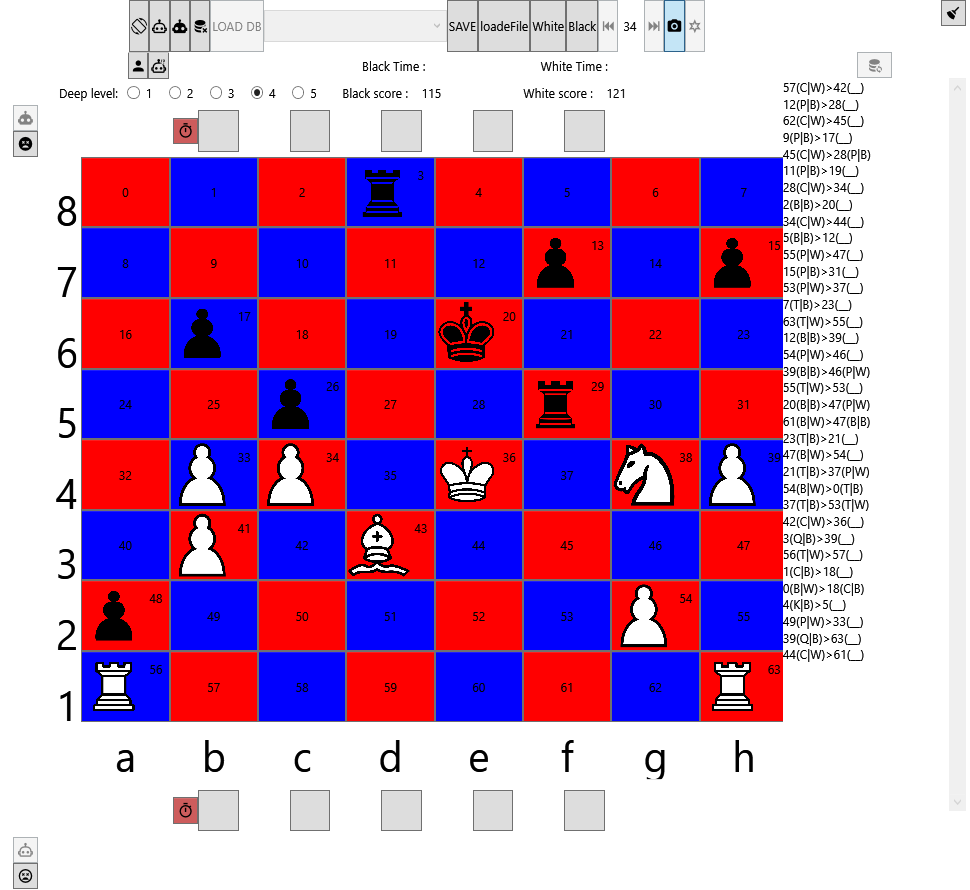 LOAD DB SAVE loadeFile White Black 34
Black Time : White Time :
Deep level: 1 2 3 4 5 Black score : 115 White score : 121
8 0 1 2 3 4 5 6 7
7 8 9 10 11 12 13 14 15
6 16 17 18 19 20 21 22 23
5 24 25 26 27 28 29 30 31
4 32 33 34 35 36 37 38 39
3 40 41 42 43 44 45 46 47
2 48 49 50 51 52 53 54 55
1 56 57 58 59 60 61 62 63
a b c d e f g h
57(C|W)>42(__)
12(P|B)>28(__)
62(C|W)>45(__)
9(P|B)>17(__)
45(C|W)>28(P|B)
11(P|B)>19(__)
28(C|W)>34(__)
2(B|B)>20(__)
34(C|W)>44(__)
5(B|B)>12(__)
55(P|W)>47(__)
15(P|B)>31(__)
53(P|W)>37(__)
7(T|B)>23(__)
63(T|W)>55(__)
12(B|B)>39(__)
54(P|W)>46(__)
39(B|B)>46(P|W)
55(T|W)>53(__)
20(B|B)>47(P|W)
61(B|W)>47(B|B)
23(T|B)>21(__)
47(B|W)>54(__)
21(T|B)>37(P|W)
54(B|W)>0(T|B)
37(T|B)>53(T|W)
42(C|W)>36(__)
3(Q|B)>39(__)
56(T|W)>57(__)
1(C|B)>18(__)
0(B|W)>18(C|B)
4(K|B)>5(__)
49(P|W)>33(__)
39(Q|B)>63(__)
44(C|W)>61(__)